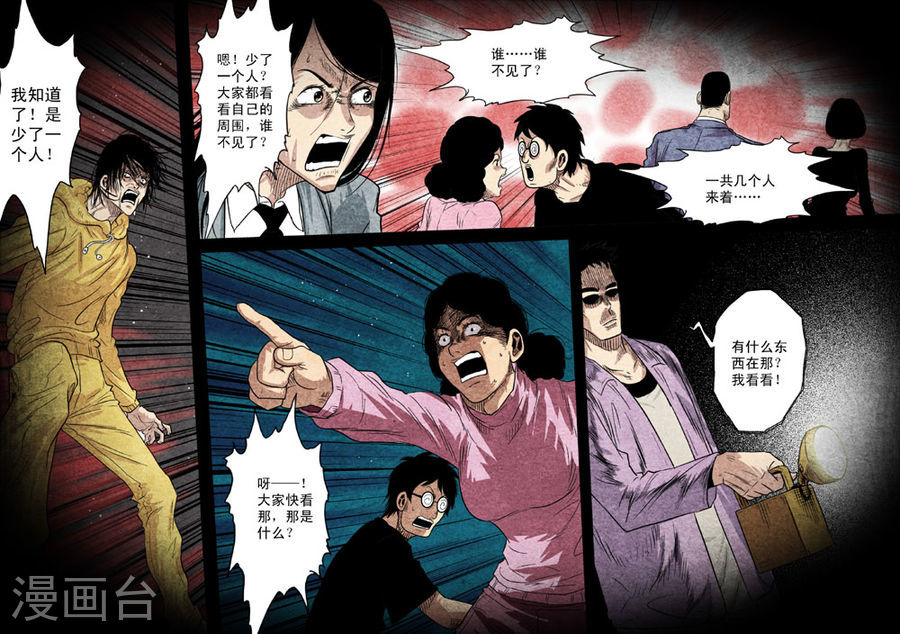 我知道
了！是
少了一
个人！
嗯！少了
一个人？
大家都看
看自己的
周围，谁
不见了？
谁……谁
不见了？
一共几个人
来着……
呀——！
大家快看
那，那是
什么？
有什么东
西在那？
我看看！
漫画台